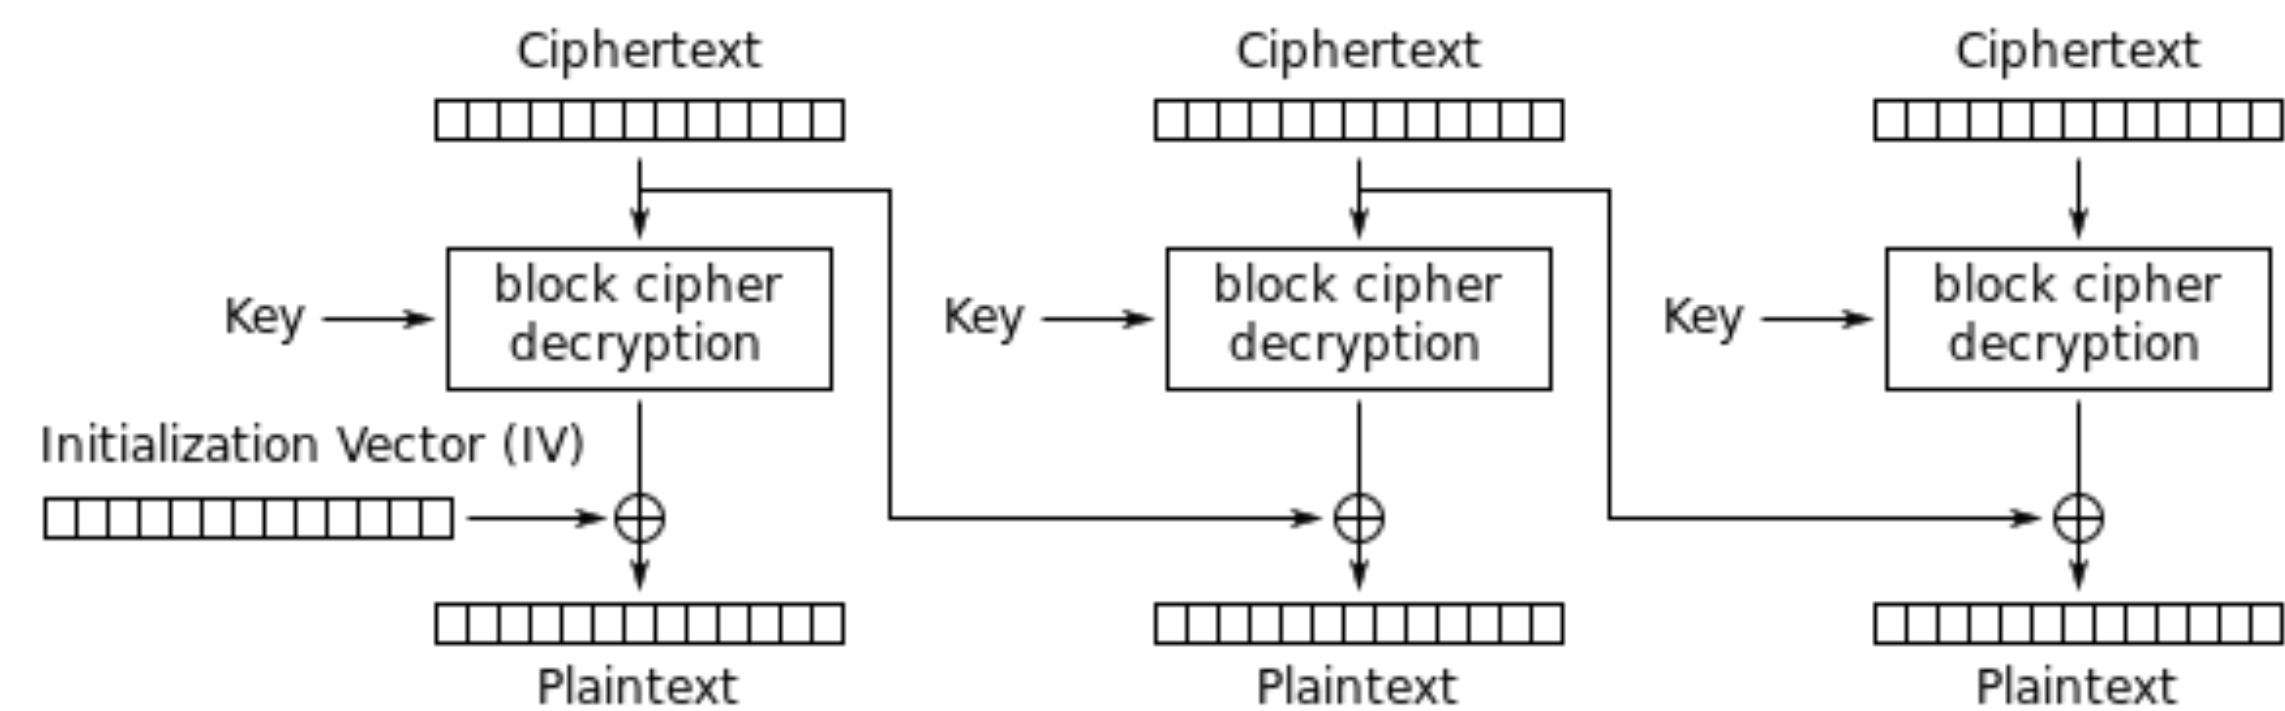 Ciphertext
Ciphertext
Ciphertext
Key
block cipher
decryption
Key
block cipher
decryption
Key
block cipher
decryption
Initialization Vector (IV)
Plaintext
Plaintext
Plaintext